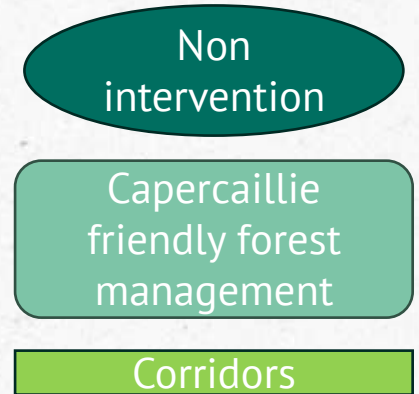 Non
intervention
Capercaillie
friendly forest
management
Corridors